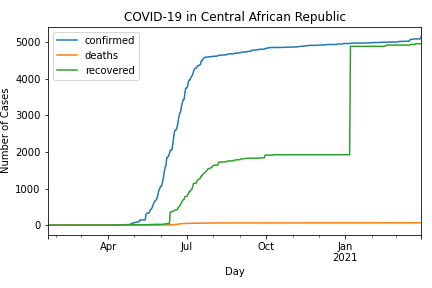 COVID-19 in Central African Republic
confirmed
deaths
recovered
Number of Cases
5000
4000
3000
2000
1000
0
Apr
Jul
Oct
Jan
2021
Day